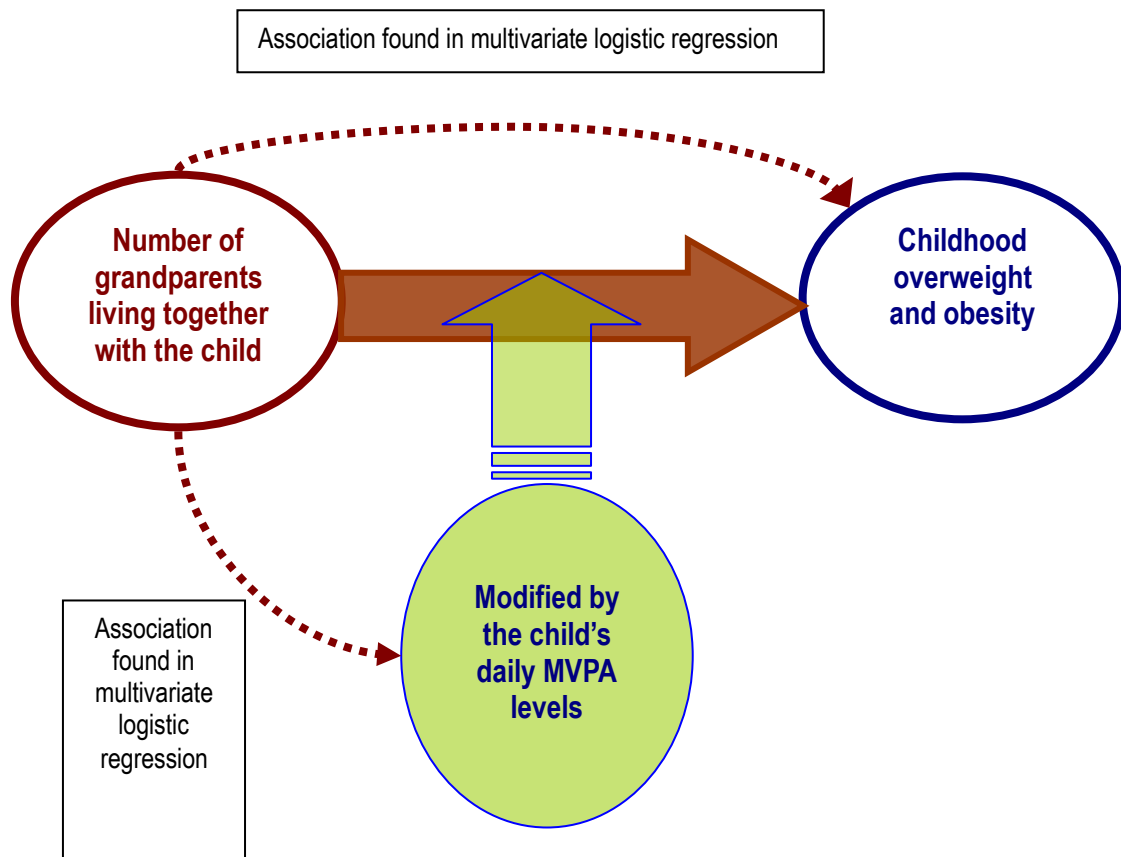 Association found in multivariate logistic regression
Number of
grandparents
living together
with the child
Childhood
overweight
and obesity
Modified by
the child’s
daily MVPA
levels
Association
found in
multivariate
logistic
regression